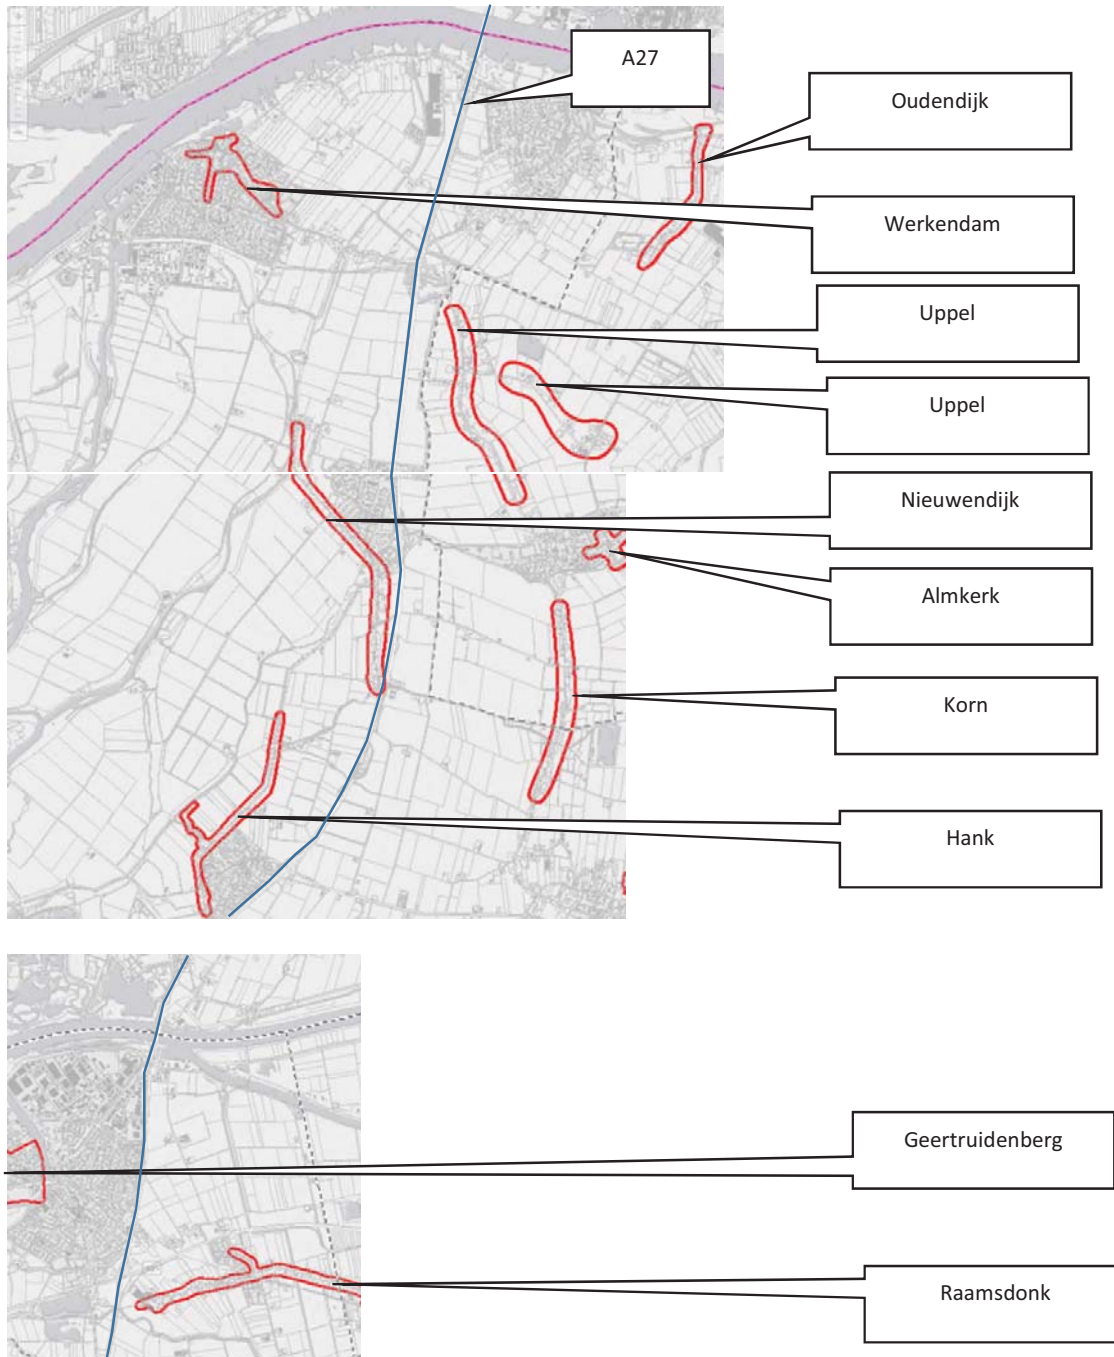 A27
Oudendijk
Werkendam
Uppel
Uppel
Nieuwendijk
Almkerk
Korn
Hank
Geertruidenberg
Raamsdonk